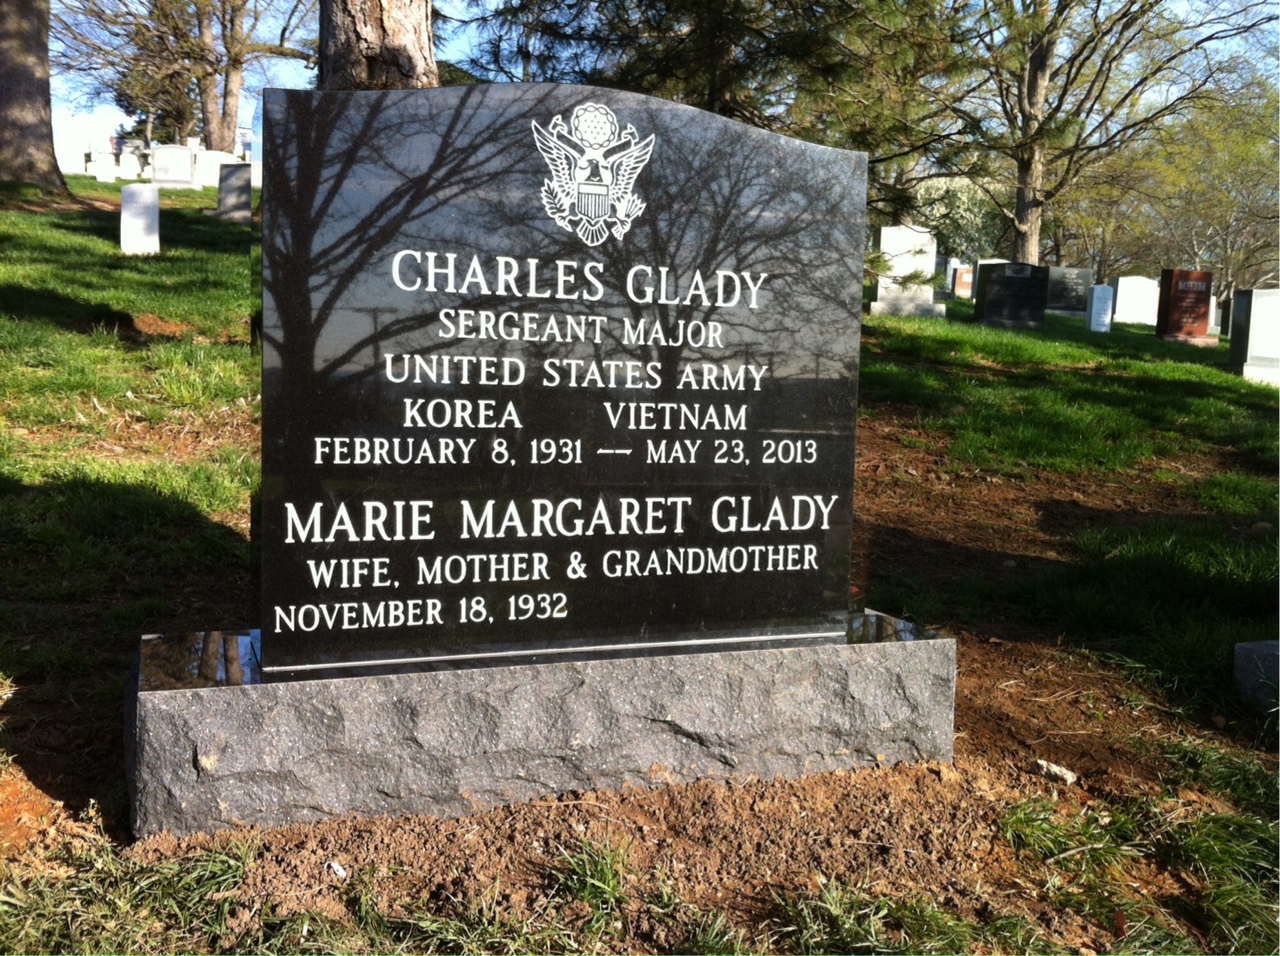 CHARLES GLADY
SERGEANT MAJOR
UNITED STATES ARMY
KOREA VIETNAM
FEBRUARY 8, 1931 — MAY 23, 2013
MARIE MARGARET GLADY
WIFE, MOTHER & GRANDMOTHER
NOVEMBER 18, 1932
TALBOT